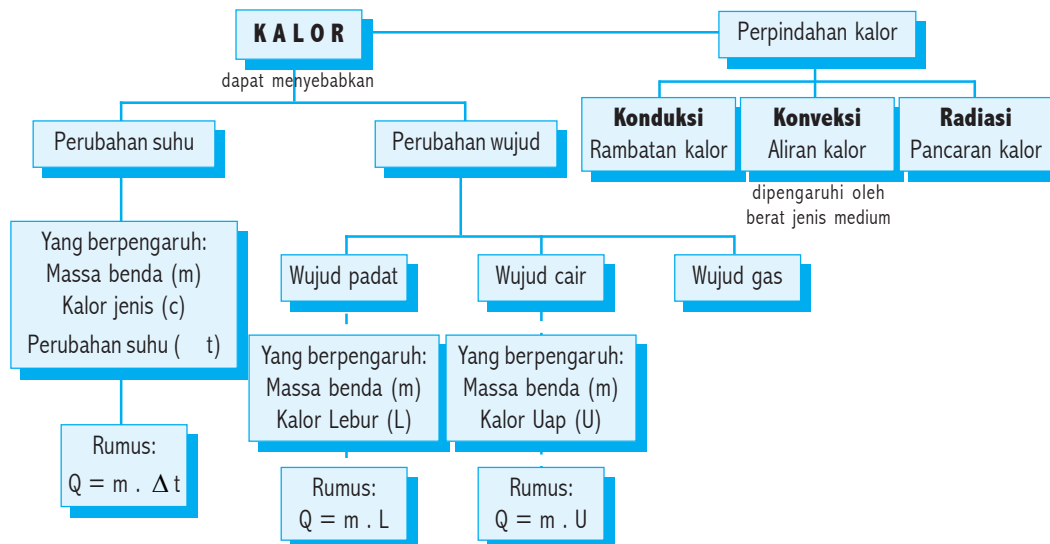 KALOR
Perpindahan kalor
dapat menyebabkan
Perubahan suhu
Perubahan wujud
Konduksi
Rambatan kalor
Konveksi
Aliran kalor
Radiasi
Pancaran kalor
dipengaruhi oleh
berat jenis medium
Yang berpengaruh:
Massa benda (m)
Kalor jenis (c)
Perubahan suhu ( t)
Wujud padat
Wujud cair
Wujud gas
Yang berpengaruh:
Massa benda (m)
Kalor Lebur (L)
Yang berpengaruh:
Massa benda (m)
Kalor Uap (U)
Rumus:
Q = m . Δ t
Rumus:
Q = m . L
Rumus:
Q = m . U